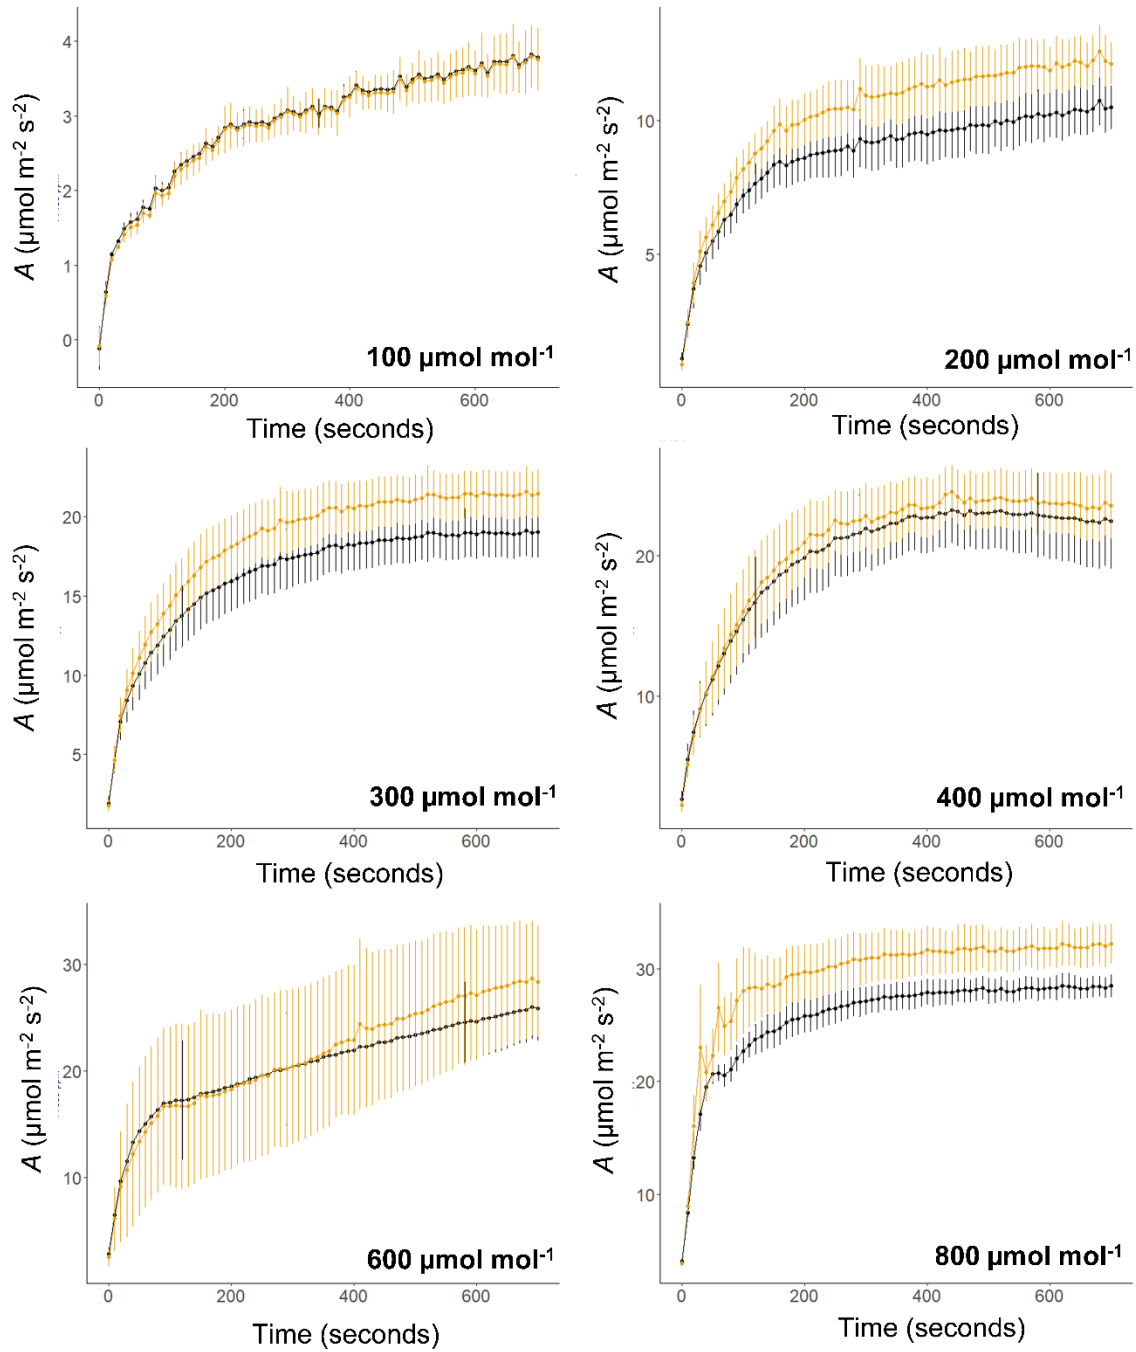 A (µmol m⁻² s⁻²)
4
3
2
1
0
100 µmol mol⁻¹
0 200 400 600
Time (seconds)
A (µmol m⁻² s⁻²)
10
5
200 µmol mol⁻¹
0 200 400 600
Time (seconds)
A (µmol m⁻² s⁻²)
20
15
10
5
300 µmol mol⁻¹
0 200 400 600
Time (seconds)
A (µmol m⁻² s⁻²)
20
10
400 µmol mol⁻¹
0 200 400 600
Time (seconds)
A (µmol m⁻² s⁻²)
30
20
10
600 µmol mol⁻¹
0 200 400 600
Time (seconds)
A (µmol m⁻² s⁻²)
30
20
10
800 µmol mol⁻¹
0 200 400 600
Time (seconds)